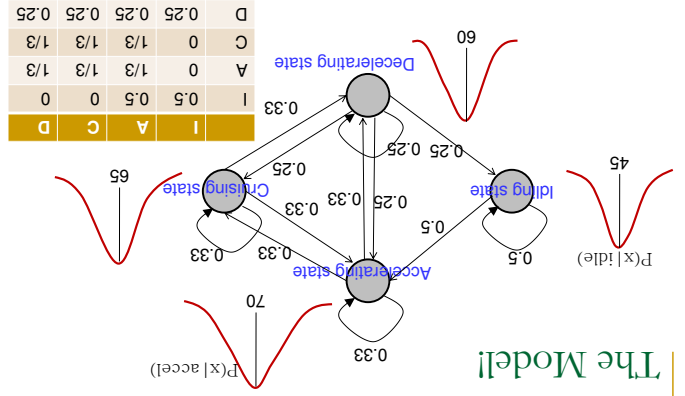 The Model!
P(x|accel)
0.33
70
Accelerating state
P(x|idle)
0.5
0.33
0.33
0.5
Idling state
0.25
0.33
0.33
Cruising state
45
65
0.25
0.25
0.25
0.33
Decelerating state
60
I A C D
I 0.5 0.5 0 0
A 0 1/3 1/3 1/3
C 0 1/3 1/3 1/3
D 0.25 0.25 0.25 0.25